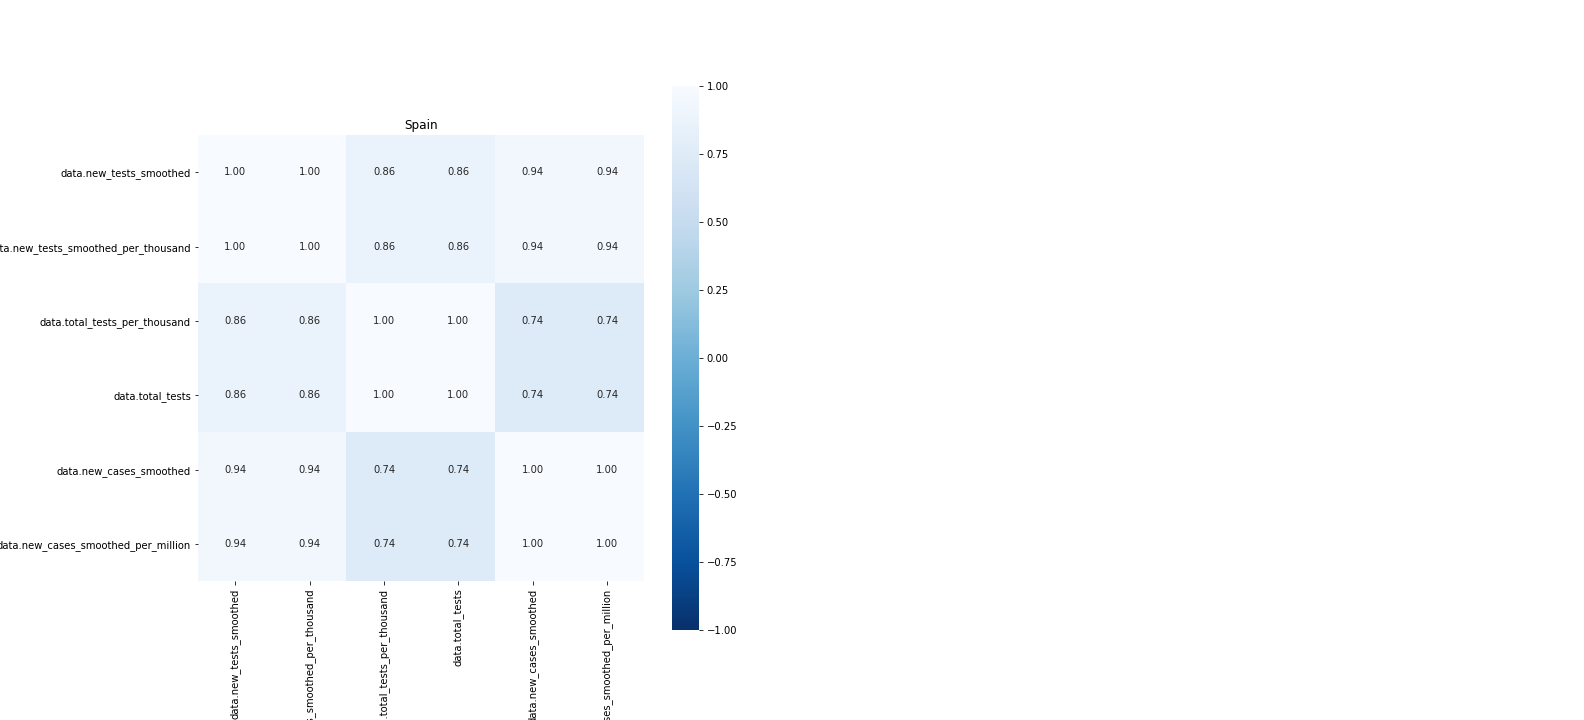 Spain
1.00
0.75
0.50
0.25
0.00
−0.25
−0.50
−0.75
−1.00
data.new_tests_smoothed 1.00 1.00 0.86 0.86 0.94 0.94
ta.new_tests_smoothed_per_thousand 1.00 1.00 0.86 0.86 0.94 0.94
data.total_tests_per_thousand 0.86 0.86 1.00 1.00 0.74 0.74
data.total_tests 0.86 0.86 1.00 1.00 0.74 0.74
data.new_cases_smoothed 0.94 0.94 0.74 0.74 1.00 1.00
data.new_cases_smoothed_per_million 0.94 0.94 0.74 0.74 1.00 1.00
data.new_tests_smoothed
s_smoothed_per_thousand
.total_tests_per_thousand
data.total_tests
data.new_cases_smoothed
ses_smoothed_per_million